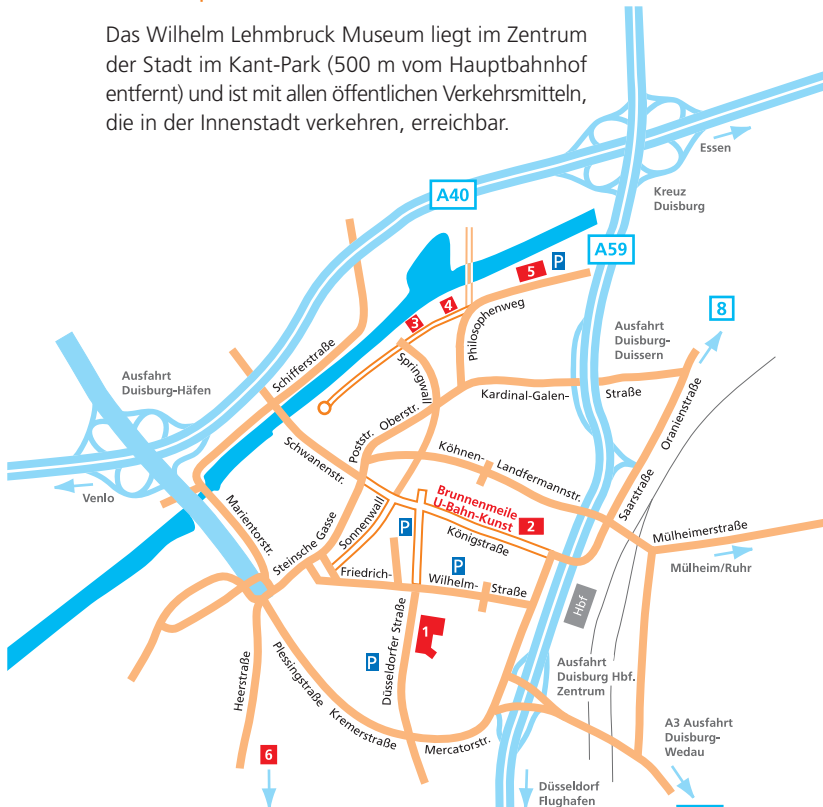 Das Wilhelm Lehmbruck Museum liegt im Zentrum
der Stadt im Kant-Park (500 m vom Hauptbahnhof
entfernt) und ist mit allen öffentlichen Verkehrsmitteln,
die in der Innenstadt verkehren, erreichbar.
Essen
Kreuz
Duisburg
A40
A59
5
P
4
3
Philosophenweg
8
Ausfahrt
Duisburg-
Duissern
Schifferstraße
Springwall
Ausfahrt
Duisburg-Häfen
Kardinal-Galen-
Straße
Oranienstraße
Poststr.
Oberstr.
Schwanenstr.
Köhnen-
Landfermannstr.
Saarstraße
Venlo
Marientorstr.
Brunnenmeile
U-Bahn-Kunst
2
Königstraße
Sonnenwall
P
Steinsche Gasse
Mülheimerstraße
Mülheim/Ruhr
P
Friedrich-
Wilhelm-
Straße
Hbf
1
Düsseldorfer Straße
P
Heerstraße
Plessingstraße
Kremerstraße
Mercatorstr.
Ausfahrt
Duisburg Hbf.
Zentrum
A3 Ausfahrt
Duisburg-
Wedau
6
Düsseldorf
Flughafen